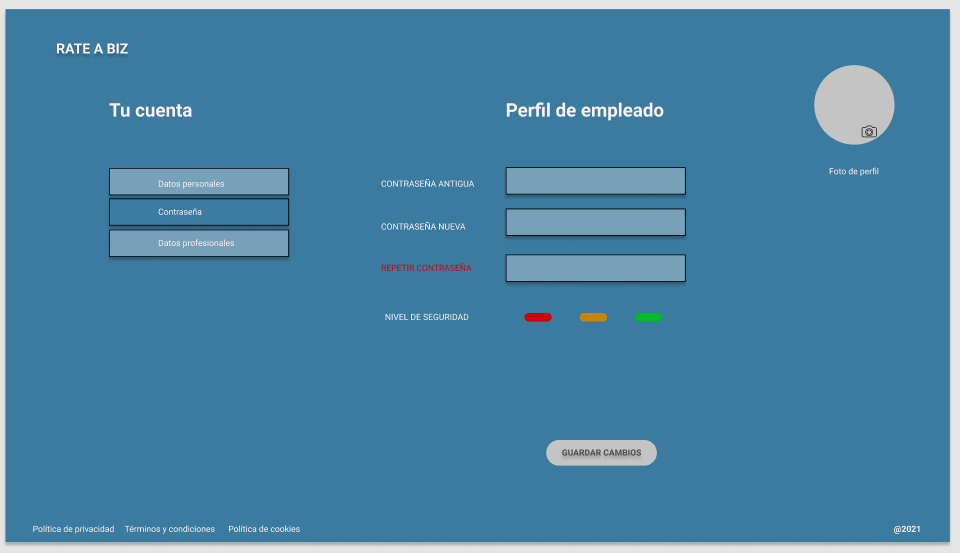 RATE A BIZ
Tu cuenta
Perfil de empleado
Foto de perfil
Datos personales
Contraseña
Datos profesionales
CONTRASEÑA ANTIGUA
CONTRASEÑA NUEVA
REPETIR CONTRASEÑA
NIVEL DE SEGURIDAD
GUARDAR CAMBIOS
Política de privacidad Términos y condiciones Política de cookies @2021